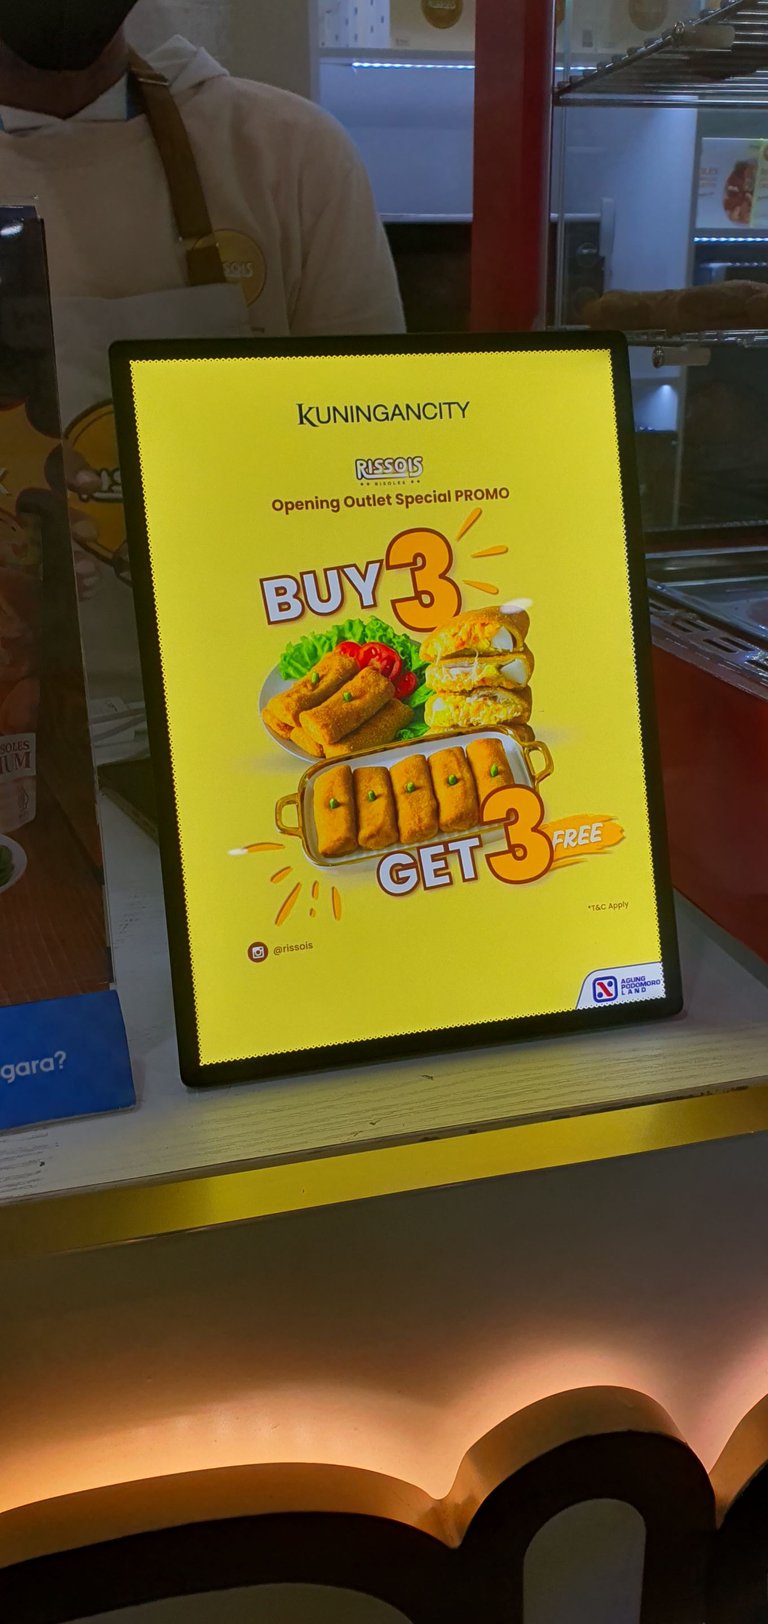 KUNINGANCITY
RISSOIS
RISOLES
Opening Outlet Special PROMO
BUY 3
GET 3 FREE
*T&C Apply
@rissois
AGUNG
PODOMORO
LAND
gara?